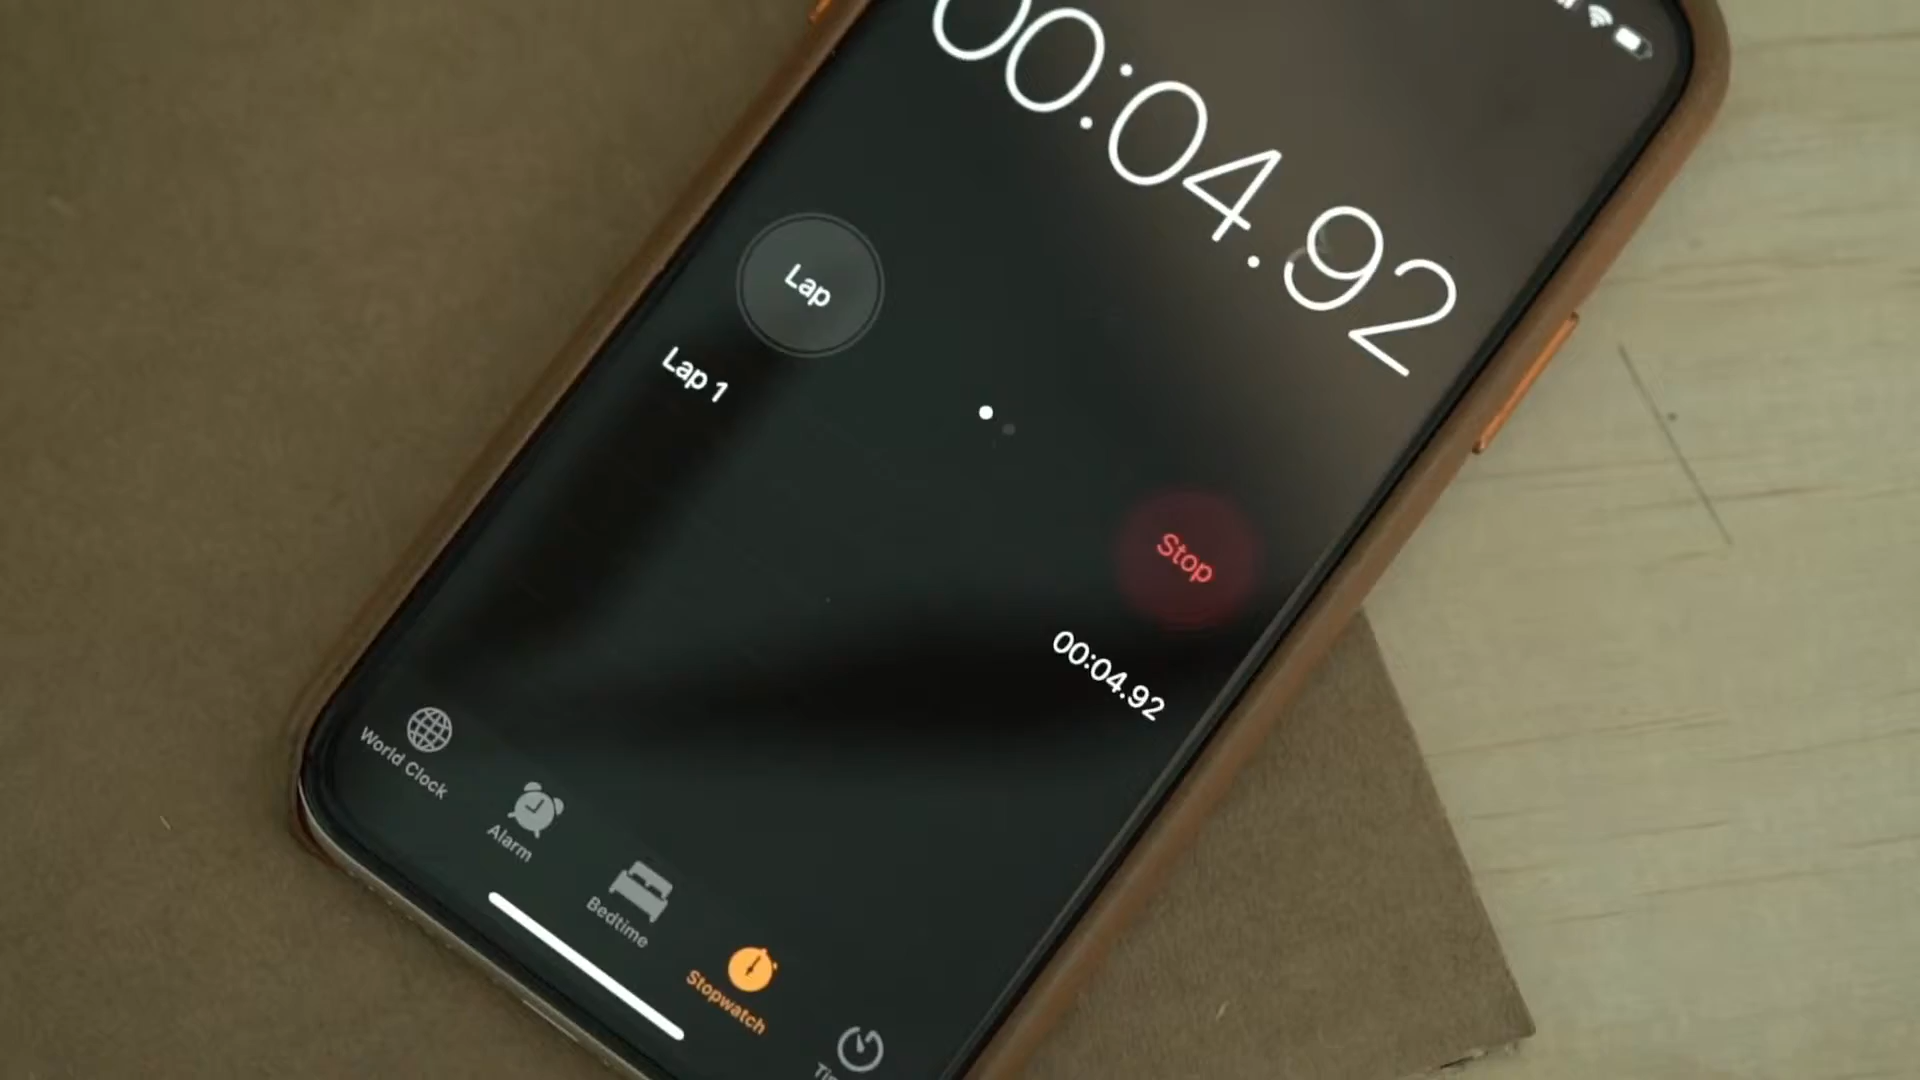 00:04.92
Lap
Stop
Lap 1
00:04.92
World Clock
Alarm
Bedtime
Stopwatch